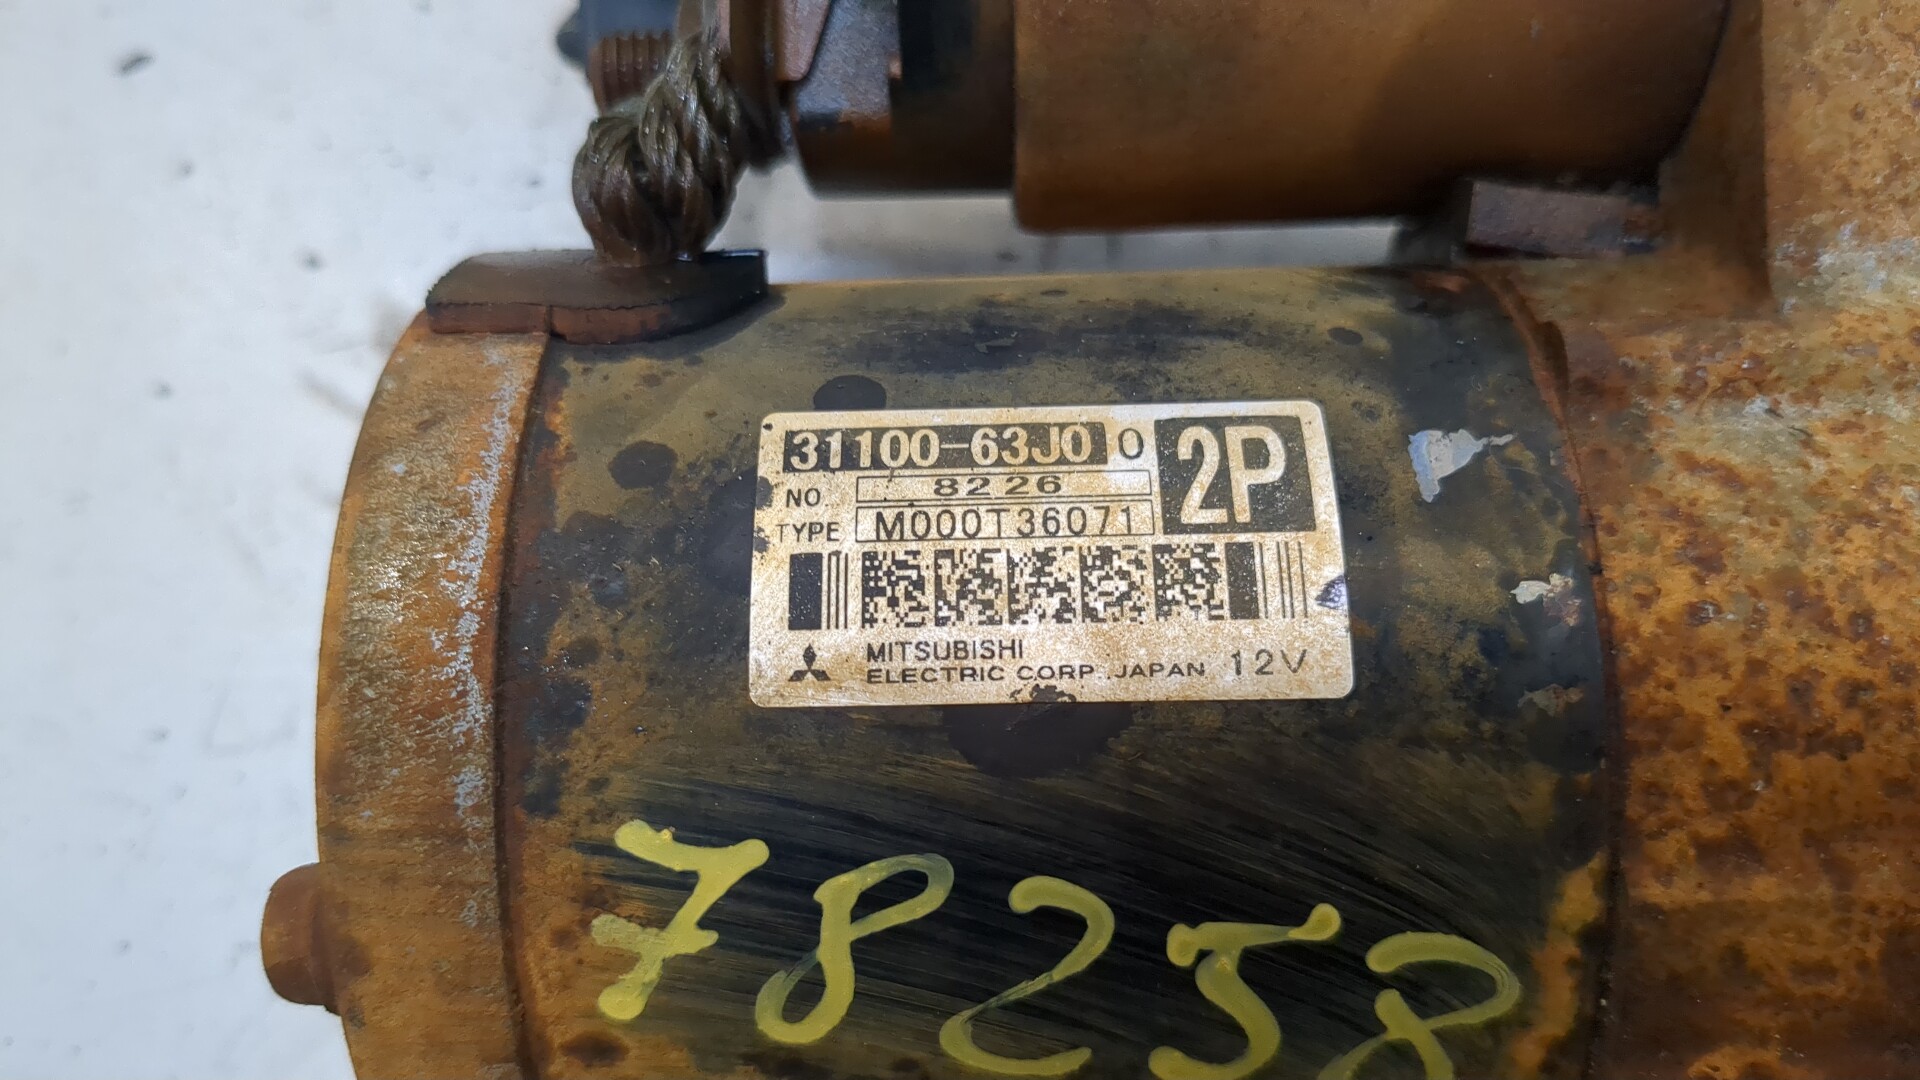 31100-63J0 0
2P
NO. 8226
TYPE M000T36071
MITSUBISHI
ELECTRIC CORP. JAPAN 12V
78258